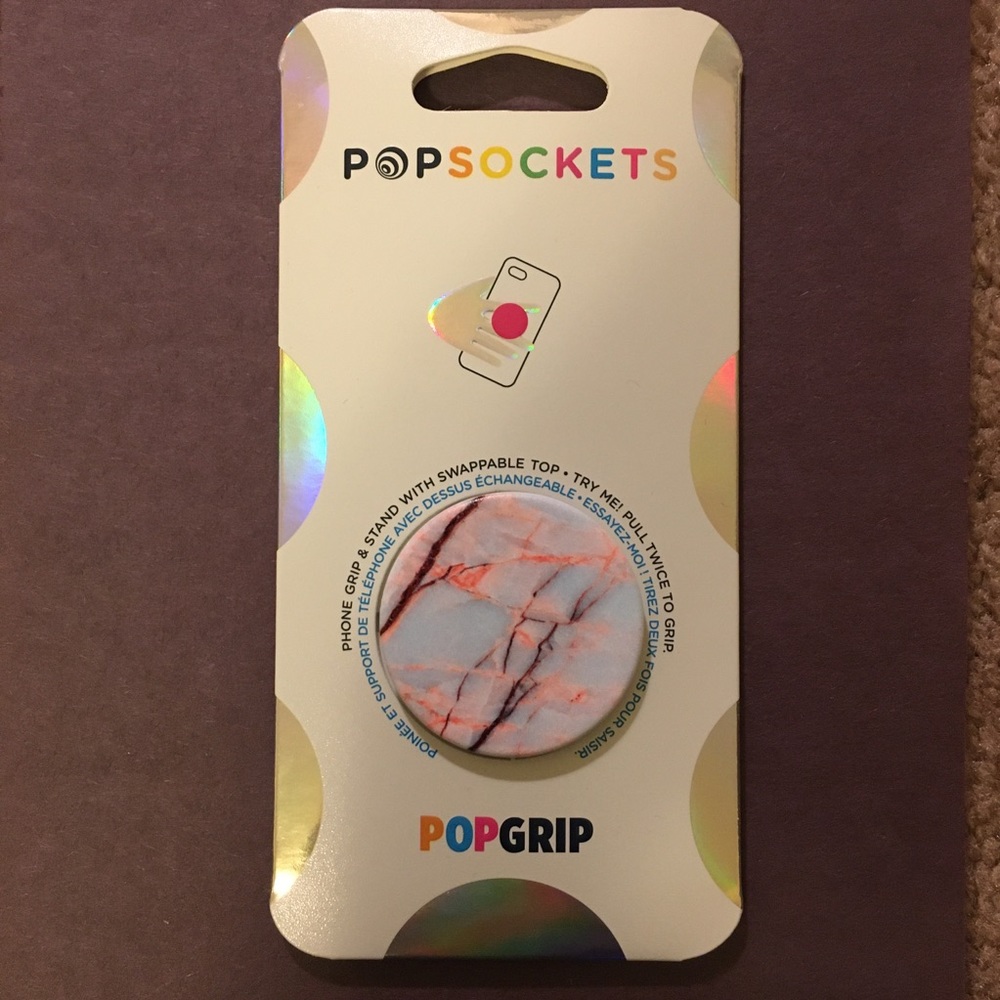 POPSOCKETS
PHONE GRIP & STAND WITH SWAPPABLE TOP • TRY ME! PULL TWICE TO GRIP.
POINÉE ET SUPPORT DE TÉLÉPHONE AVEC DESSUS ÉCHANGEABLE • ESSAYEZ-MOI ! TIREZ DEUX FOIS POUR SAISIR.
POPGRIP